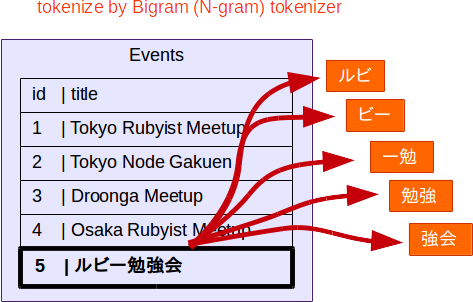 tokenize by Bigram (N-gram) tokenizer
Events
id | title
1 | Tokyo Rubyist Meetup
2 | Tokyo Node Gakuen
3 | Droonga Meetup
4 | Osaka Rubyist Meetup
5 | ルビー勉強会
ルビ
ビー
ー勉
勉強
強会